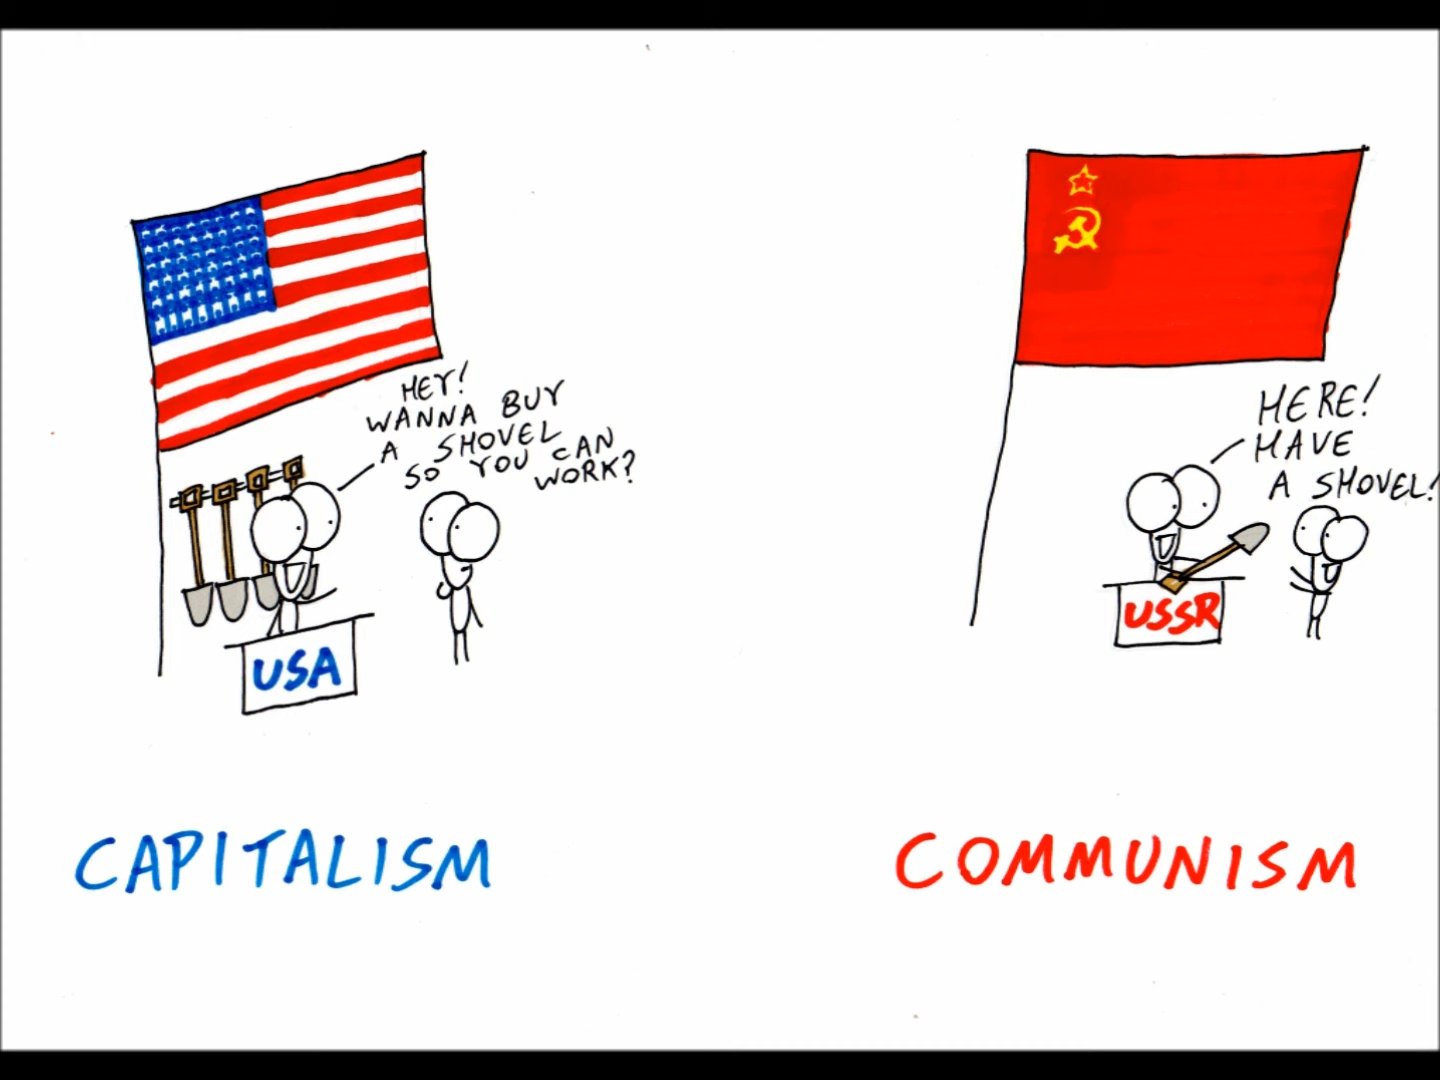 HEY!
WANNA BUY
A SHOVEL
SO YOU CAN
WORK?
USA
CAPITALISM
HERE!
HAVE
A SHOVEL!
USSR
COMMUNISM